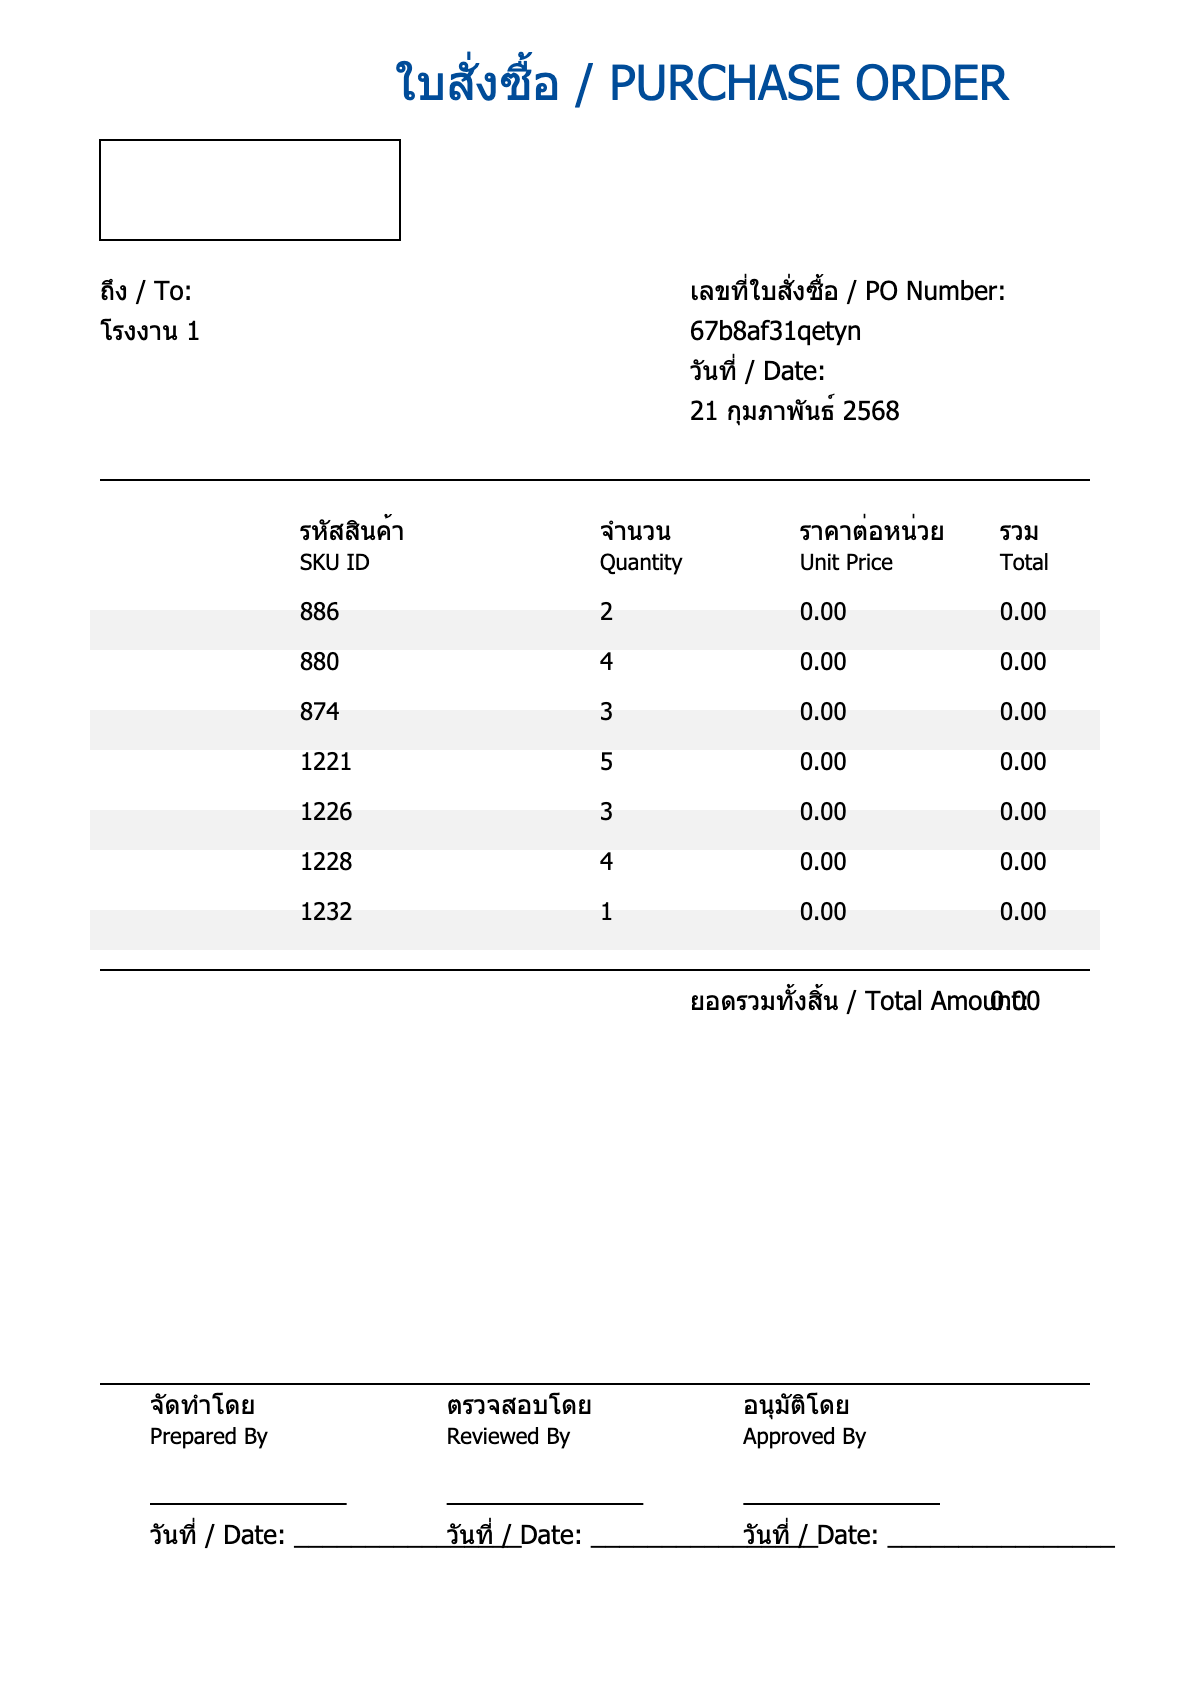 ใบสั่งซื้อ / PURCHASE ORDER
ถึง / To:
โรงงาน 1
เลขที่ใบสั่งซื้อ / PO Number:
67b8af31qetyn
วันที่ / Date:
21 กุมภาพันธ์ 2568
รหัสสินค้า จำนวน ราคาต่อหน่วย รวม
SKU ID Quantity Unit Price Total
886 2 0.00 0.00
880 4 0.00 0.00
874 3 0.00 0.00
1221 5 0.00 0.00
1226 3 0.00 0.00
1228 4 0.00 0.00
1232 1 0.00 0.00
ยอดรวมทั้งสิ้น / Total Amount: 0.00
จัดทำโดย ตรวจสอบโดย อนุมัติโดย
Prepared By Reviewed By Approved By
วันที่ / Date: ________________ วันที่ / Date: ________________ วันที่ / Date: ________________